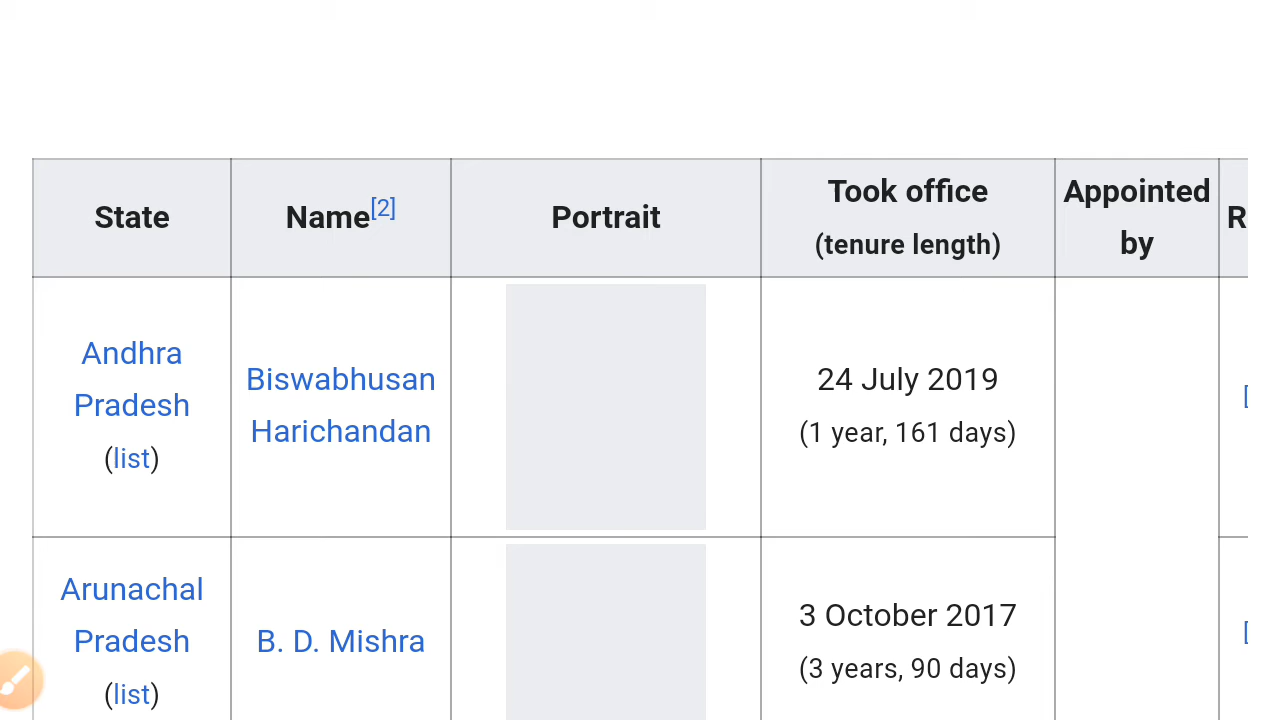 State
Name[2]
Portrait
Took office
(tenure length)
Appointed
by
R
Andhra
Pradesh
(list)
Biswabhusan
Harichandan
24 July 2019
(1 year, 161 days)
[
Arunachal
Pradesh
(list)
B. D. Mishra
3 October 2017
(3 years, 90 days)
[